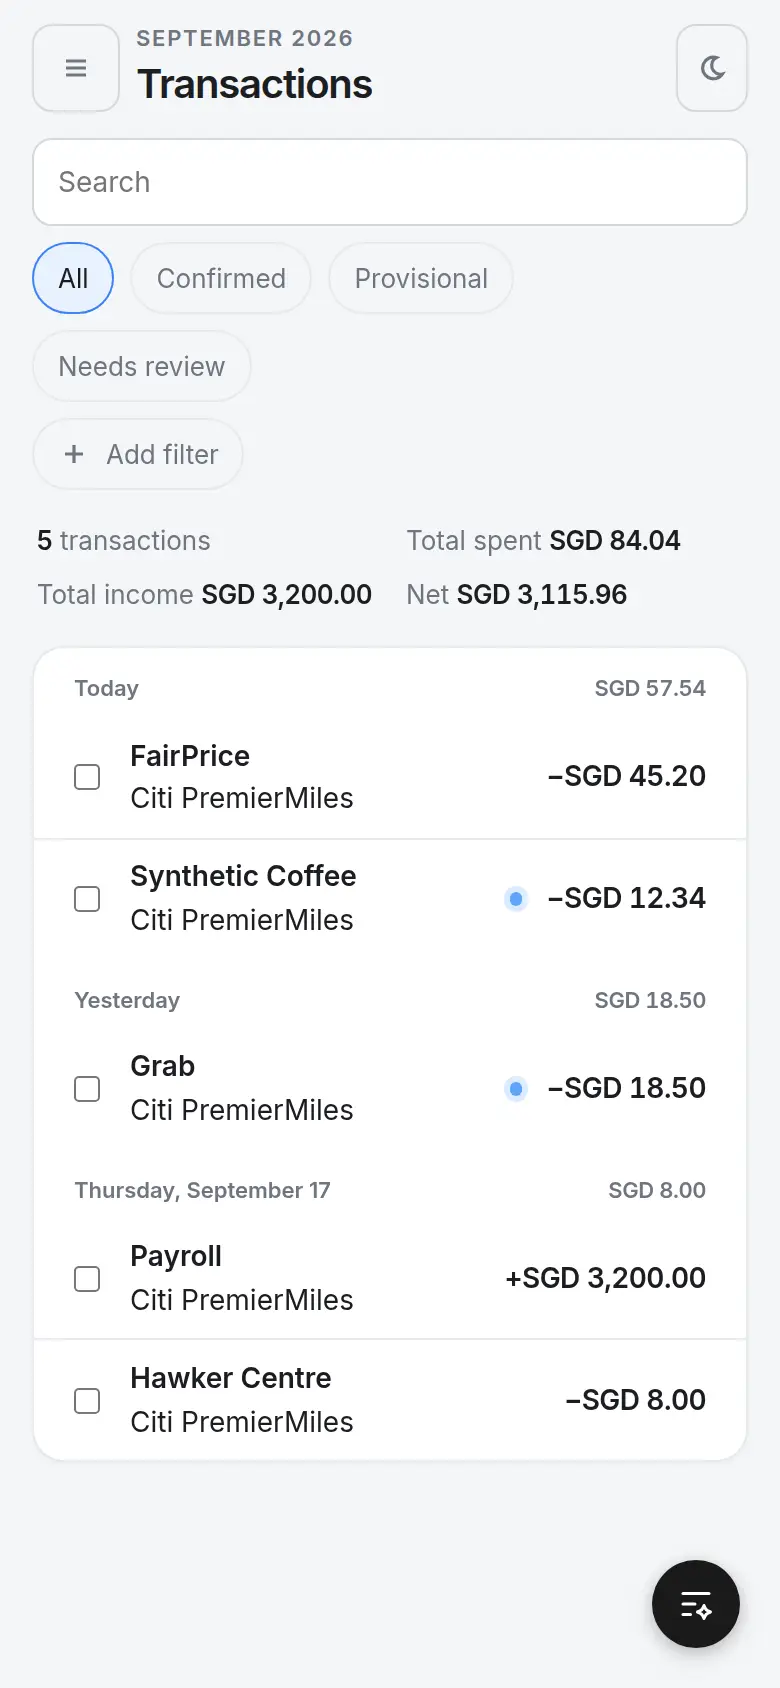 SEPTEMBER 2026
Transactions
Search
All Confirmed Provisional
Needs review
+ Add filter
5 transactions Total spent SGD 84.04
Total income SGD 3,200.00 Net SGD 3,115.96
Today SGD 57.54
FairPrice
Citi PremierMiles −SGD 45.20
Synthetic Coffee
Citi PremierMiles −SGD 12.34
Yesterday SGD 18.50
Grab
Citi PremierMiles −SGD 18.50
Thursday, September 17 SGD 8.00
Payroll
Citi PremierMiles +SGD 3,200.00
Hawker Centre
Citi PremierMiles −SGD 8.00